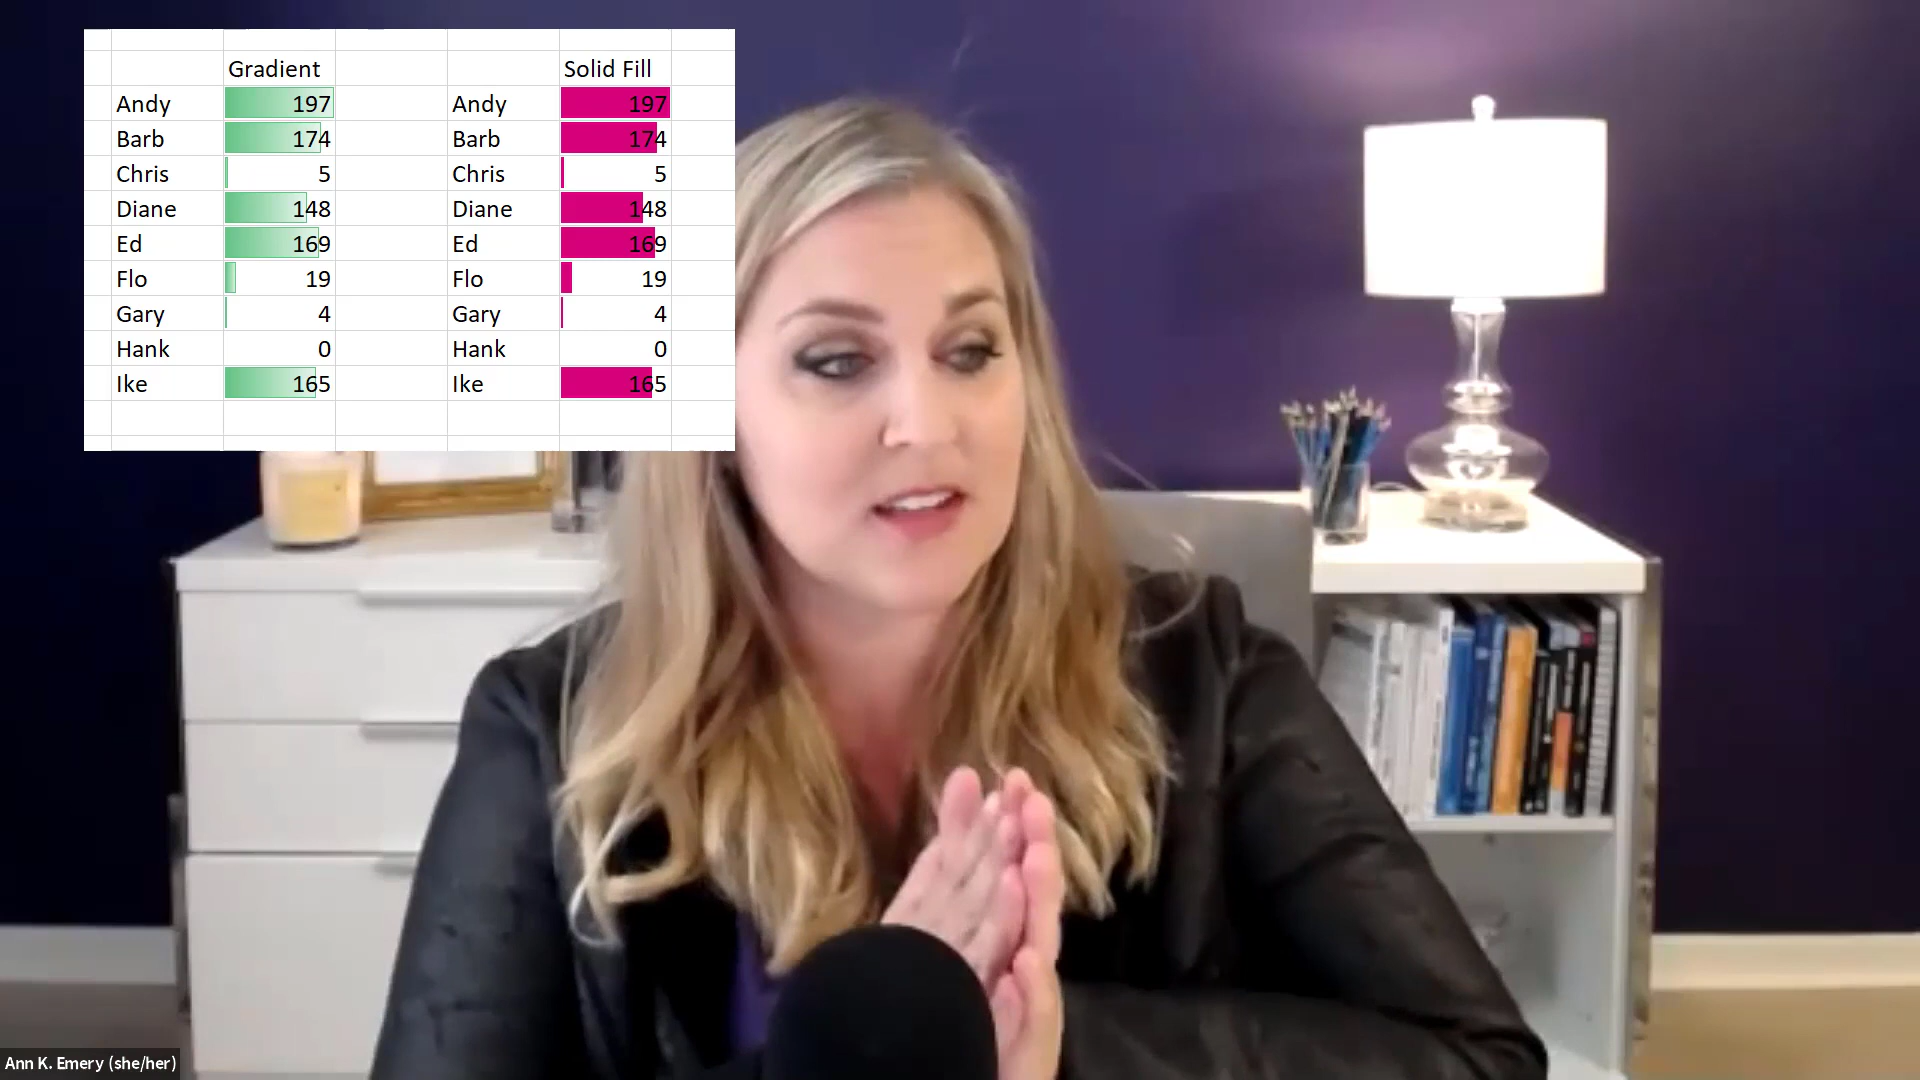 Gradient Solid Fill
Andy 197 Andy 197
Barb 174 Barb 174
Chris 5 Chris 5
Diane 148 Diane 148
Ed 169 Ed 169
Flo 19 Flo 19
Gary 4 Gary 4
Hank 0 Hank 0
Ike 165 Ike 165
Ann K. Emery (she/her)